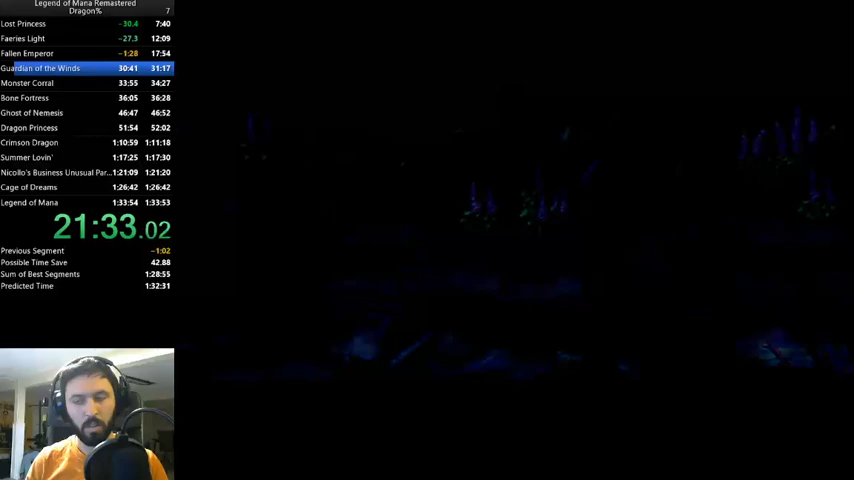 Legend of Mana Remastered
Dragon% 7
Lost Princess -30.4 7:40
Faeries Light -27.3 12:09
Fallen Emperor -1:28 17:54
Guardian of the Winds 30:41 31:17
Monster Corral 33:55 34:27
Bone Fortress 36:05 36:28
Ghost of Nemesis 46:47 46:52
Dragon Princess 51:54 52:02
Crimson Dragon 1:10:59 1:11:18
Summer Lovin' 1:17:25 1:17:30
Nicollo's Business Unusual Par... 1:21:09 1:21:20
Cage of Dreams 1:26:42 1:26:42
Legend of Mana 1:33:54 1:33:53
21:33.02
Previous Segment -1:02
Possible Time Save 42.88
Sum of Best Segments 1:28:55
Predicted Time 1:32:31